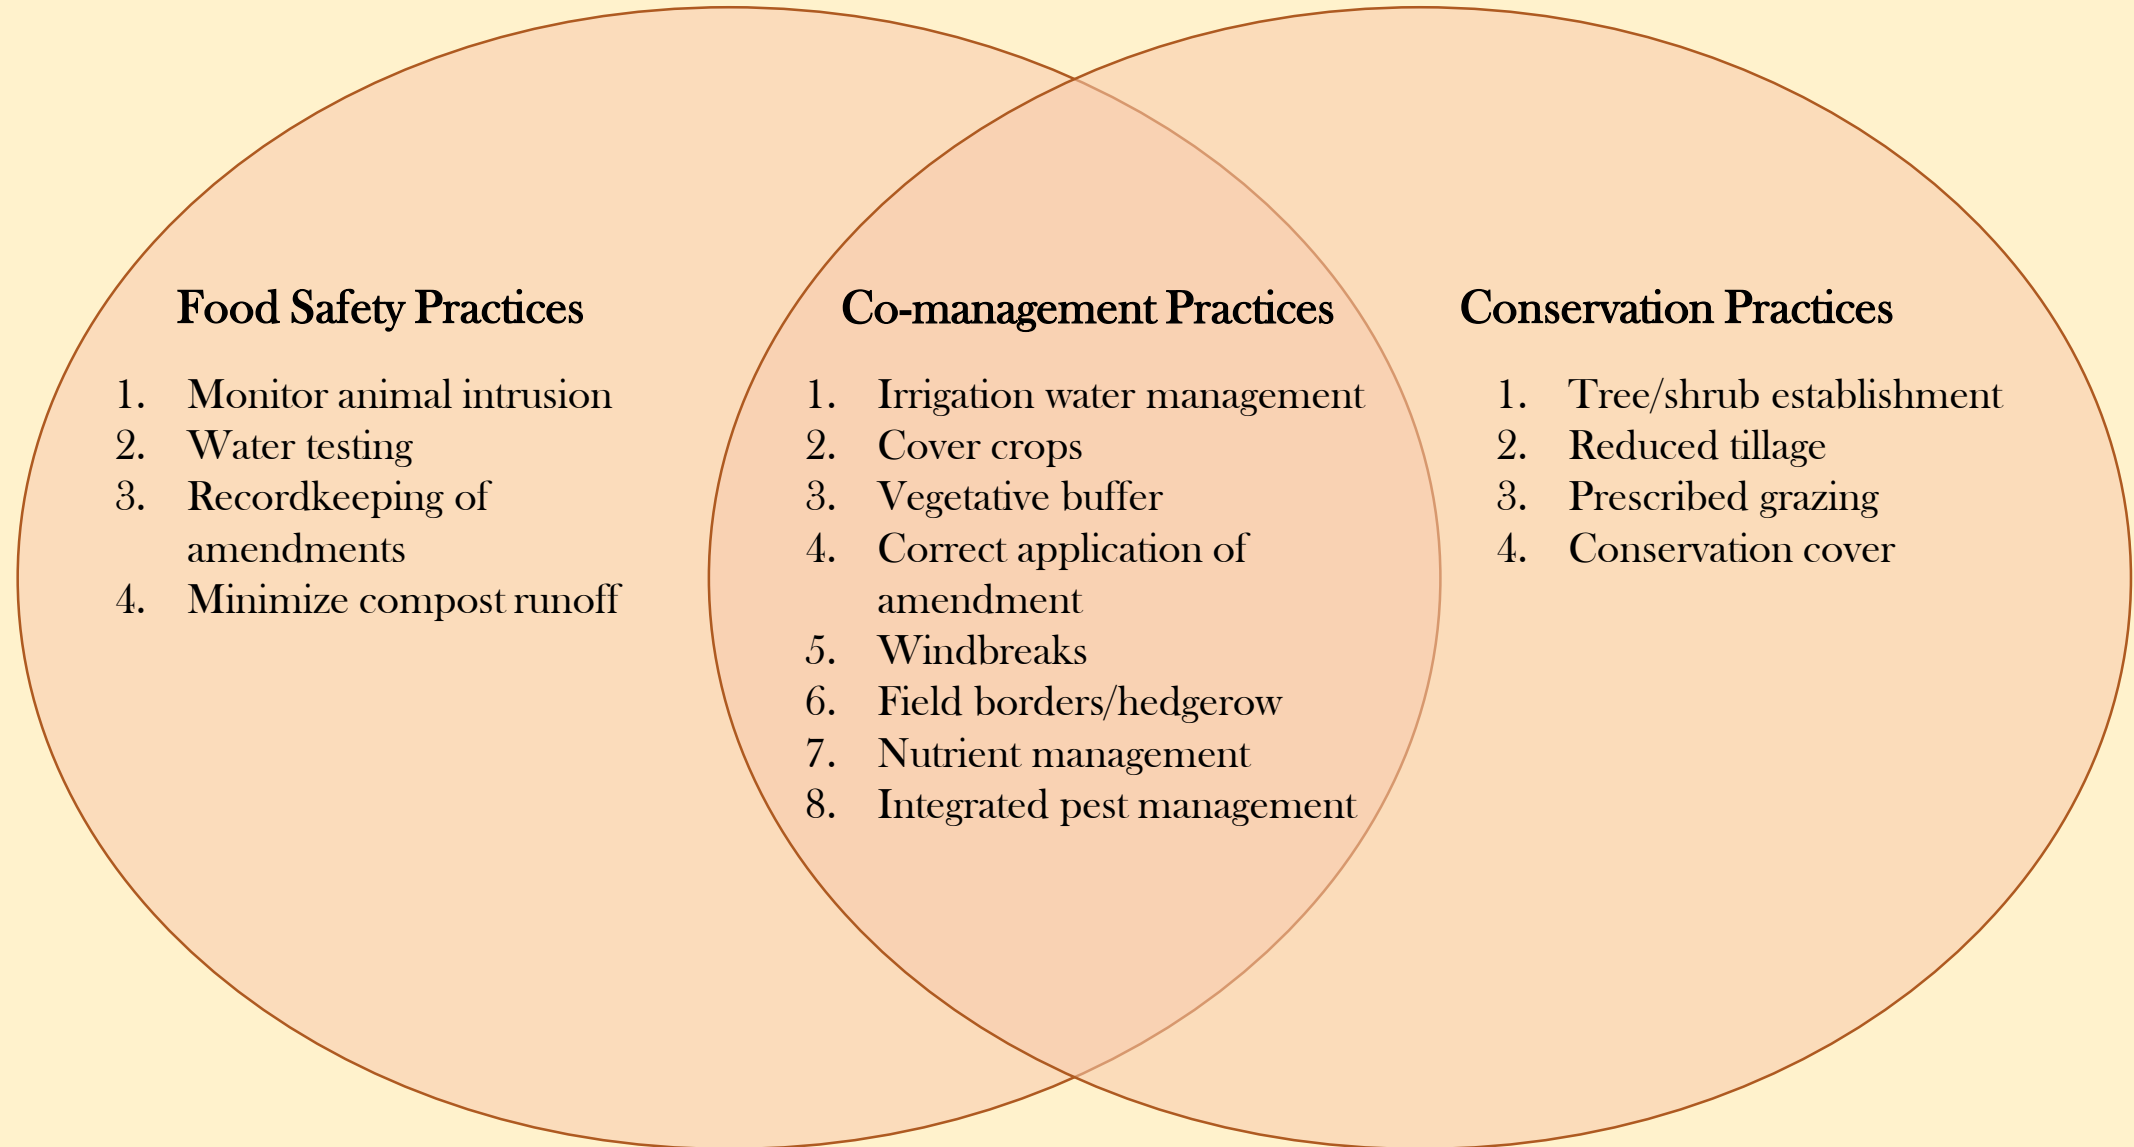 Food Safety Practices
1. Monitor animal intrusion
2. Water testing
3. Recordkeeping of
amendments
4. Minimize compost runoff
Co-management Practices
1. Irrigation water management
2. Cover crops
3. Vegetative buffer
4. Correct application of
amendment
5. Windbreaks
6. Field borders/hedgerow
7. Nutrient management
8. Integrated pest management
Conservation Practices
1. Tree/shrub establishment
2. Reduced tillage
3. Prescribed grazing
4. Conservation cover